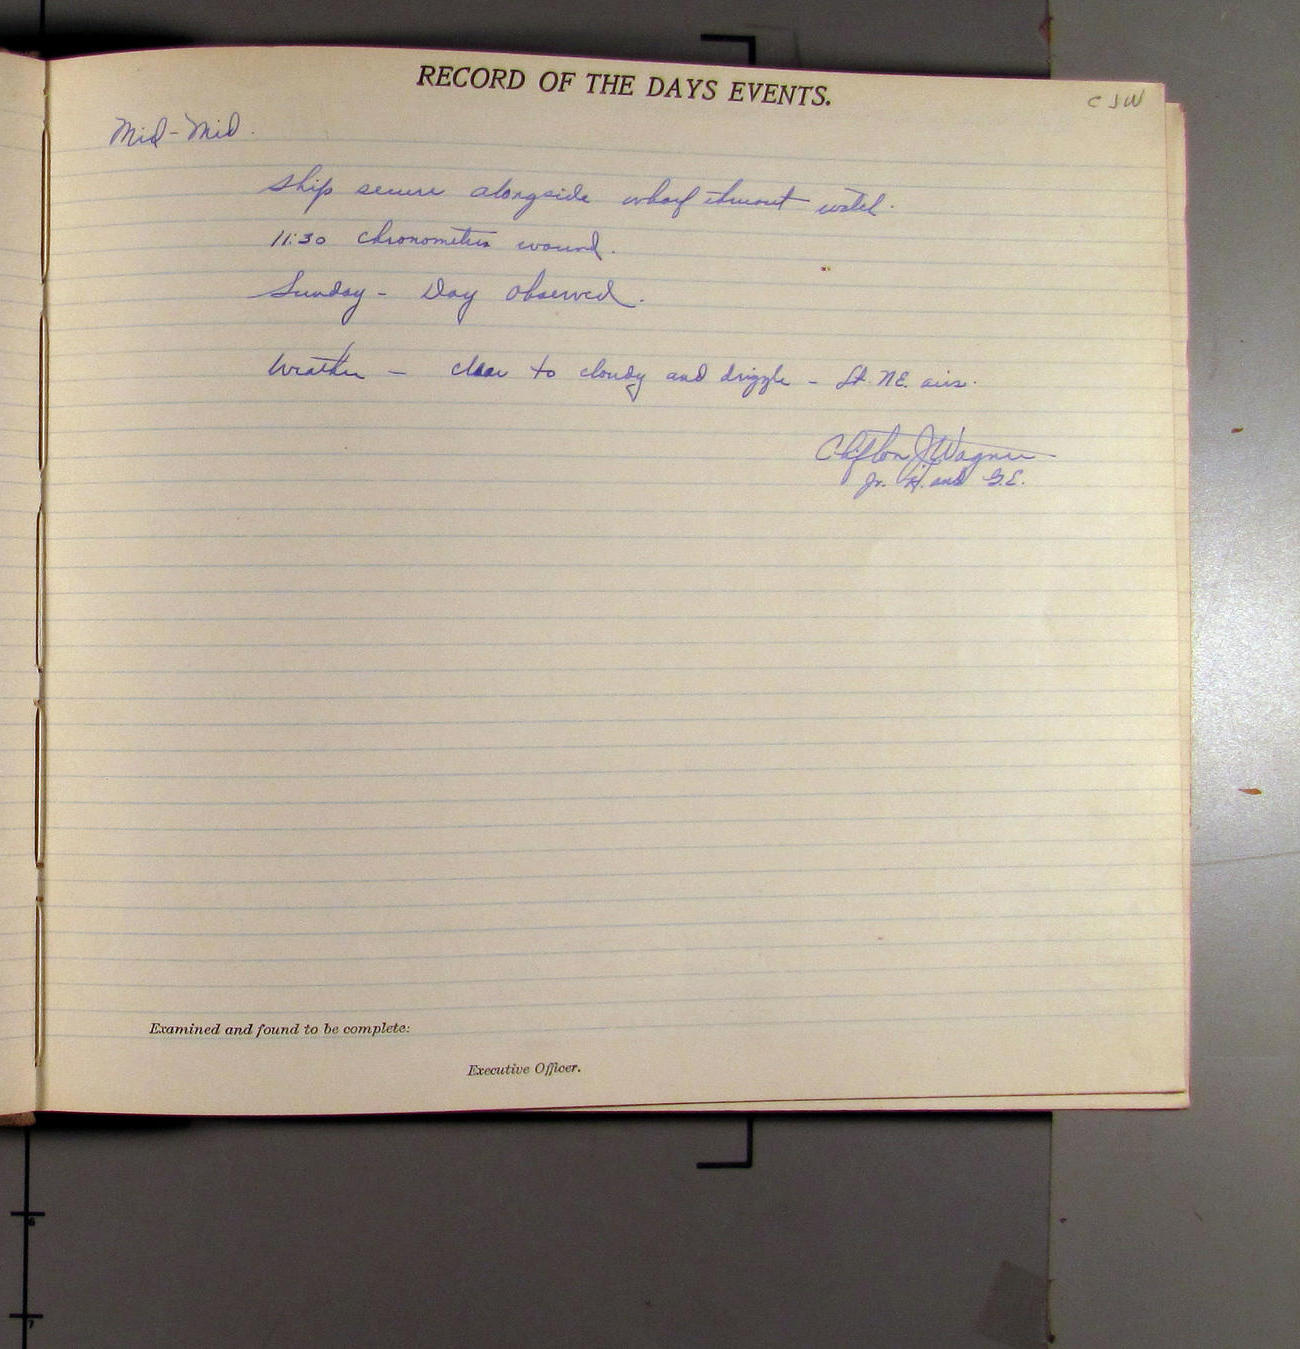 RECORD OF THE DAYS EVENTS.
C J W
Mid-Mid.
Ship secure alongside wharf thruout watch.
11:30 Chronometers wound.
Sunday - Day Observed.
Weather - clear to cloudy and drizzle - Lt. NE. airs.
Clifton J Wagner
Jr. H. and G.E.
Examined and found to be complete:
Executive Officer.
6
7